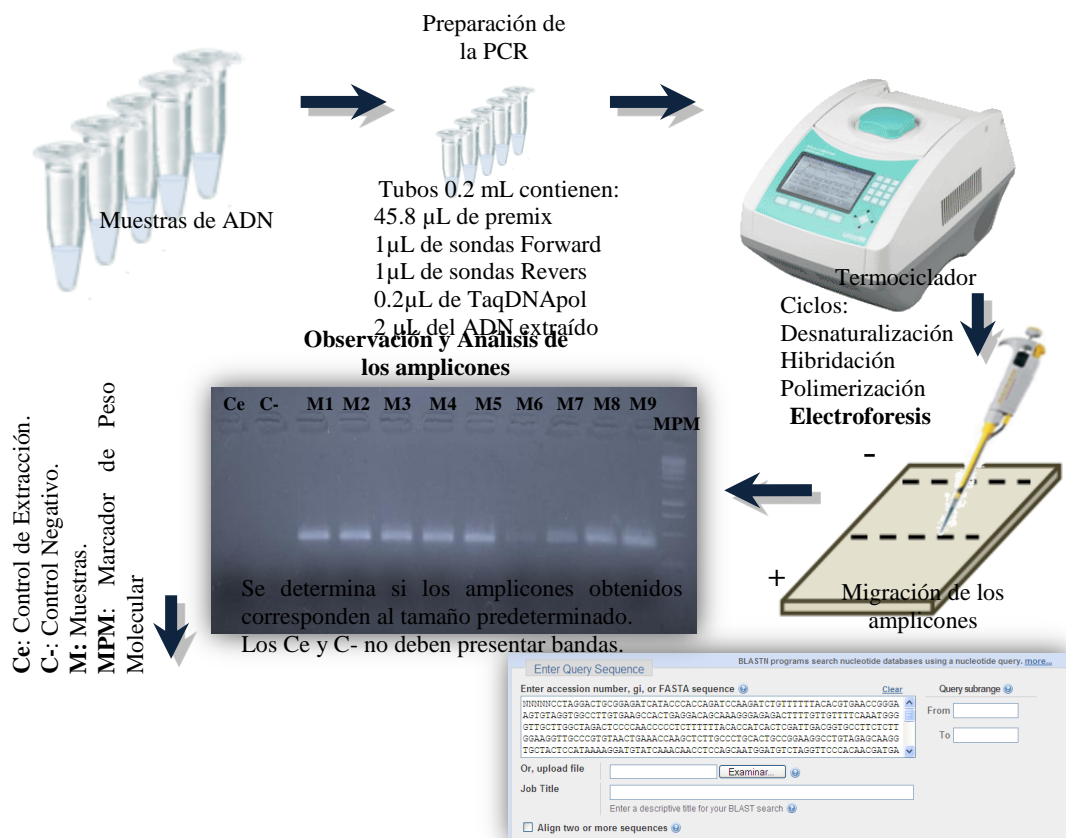 Preparación de
la PCR
Muestras de ADN
Tubos 0.2 mL contienen:
45.8 µL de premix
1µL de sondas Forward
1µL de sondas Revers
0.2µL de TaqDNApol
2 µL del ADN extraído
Termociclador
Ciclos:
Desnaturalización
Hibridación
Polimerización
Electroforesis
-
+
Migración de los
amplicones
Observación y Análisis de
los amplicones
Ce C- M1 M2 M3 M4 M5 M6 M7 M8 M9
MPM
Se determina si los amplicones obtenidos
corresponden al tamaño predeterminado.
Los Ce y C- no deben presentar bandas.
Ce: Control de Extracción.
C-: Control Negativo.
M: Muestras.
MPM: Marcador de Peso
Molecular
Enter Query Sequence
BLASTN programs search nucleotide databases using a nucleotide query. more...
Enter accession number, gi, or FASTA sequence
Clear
Query subrange
NNNNNCCTAGGACTGCGGAGATCATACCCACCAGATCCAAGATCTGTTTTTTACACGTGAACCGGGA
AGTGTAGGTGGCCTTGTGAAGCCACTGAGGACAGCAAAGGGAGAGACTTTTGTTGTTTTCAAATGGG
GTTGCTTGGCTAGACTCCCCAACCCCCTCTTTTTTACACCATCACTCGATTGACGGTGCCTTCTCTT
GGAAGGTTGCCCGTGTAACTGAAACCAAGCTCTTGCCCTGCACTGCCGGAAGGCCTGTAGAGCAAGG
TGCTACTCCATAAAAGGATGTATCAAACAACCTCCAGCAATGGATGTCTAGGTTCCCACAACGATGA
From
To
Or, upload file
Examinar...
Job Title
Enter a descriptive title for your BLAST search
Align two or more sequences